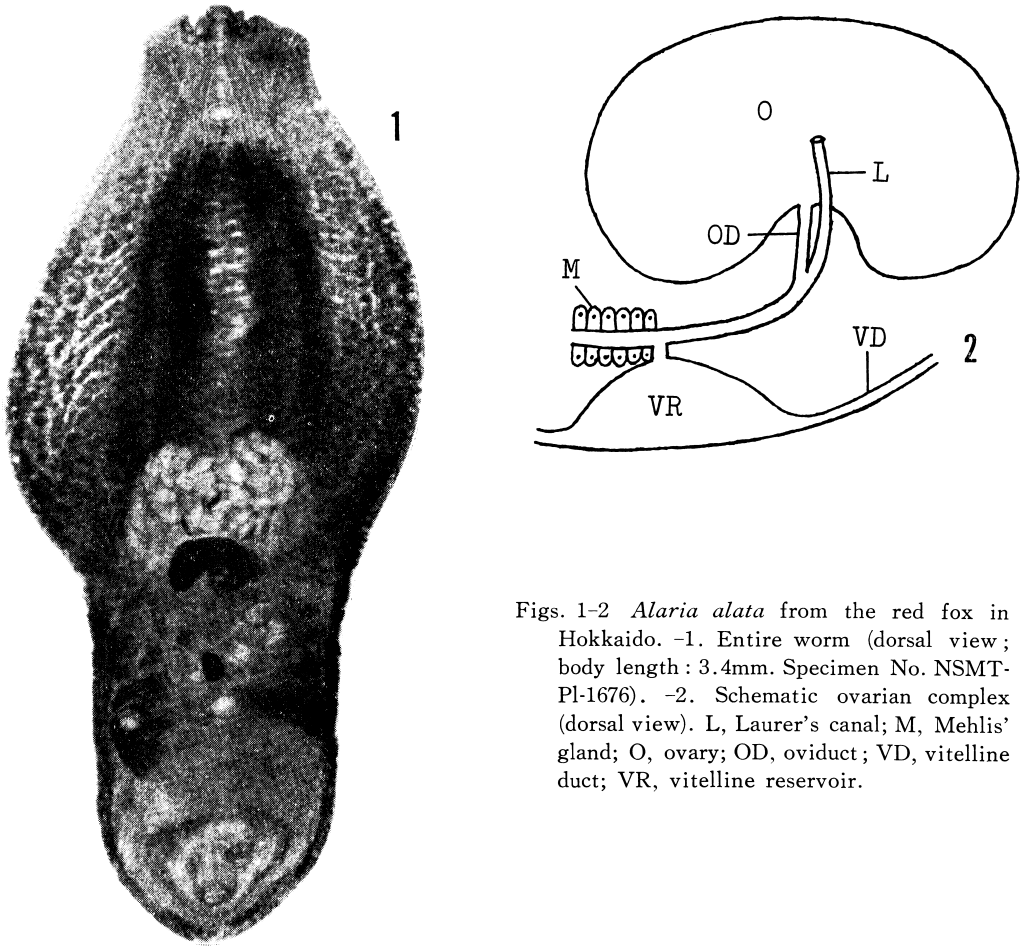 1
O
L
OD
M
VD
2
VR
Figs. 1–2 Alaria alata from the red fox in
Hokkaido. –1. Entire worm (dorsal view ;
body length : 3.4mm. Specimen No. NSMT-
Pl-1676). –2. Schematic ovarian complex
(dorsal view). L, Laurer's canal; M, Mehlis'
gland; O, ovary; OD, oviduct ; VD, vitelline
duct; VR, vitelline reservoir.